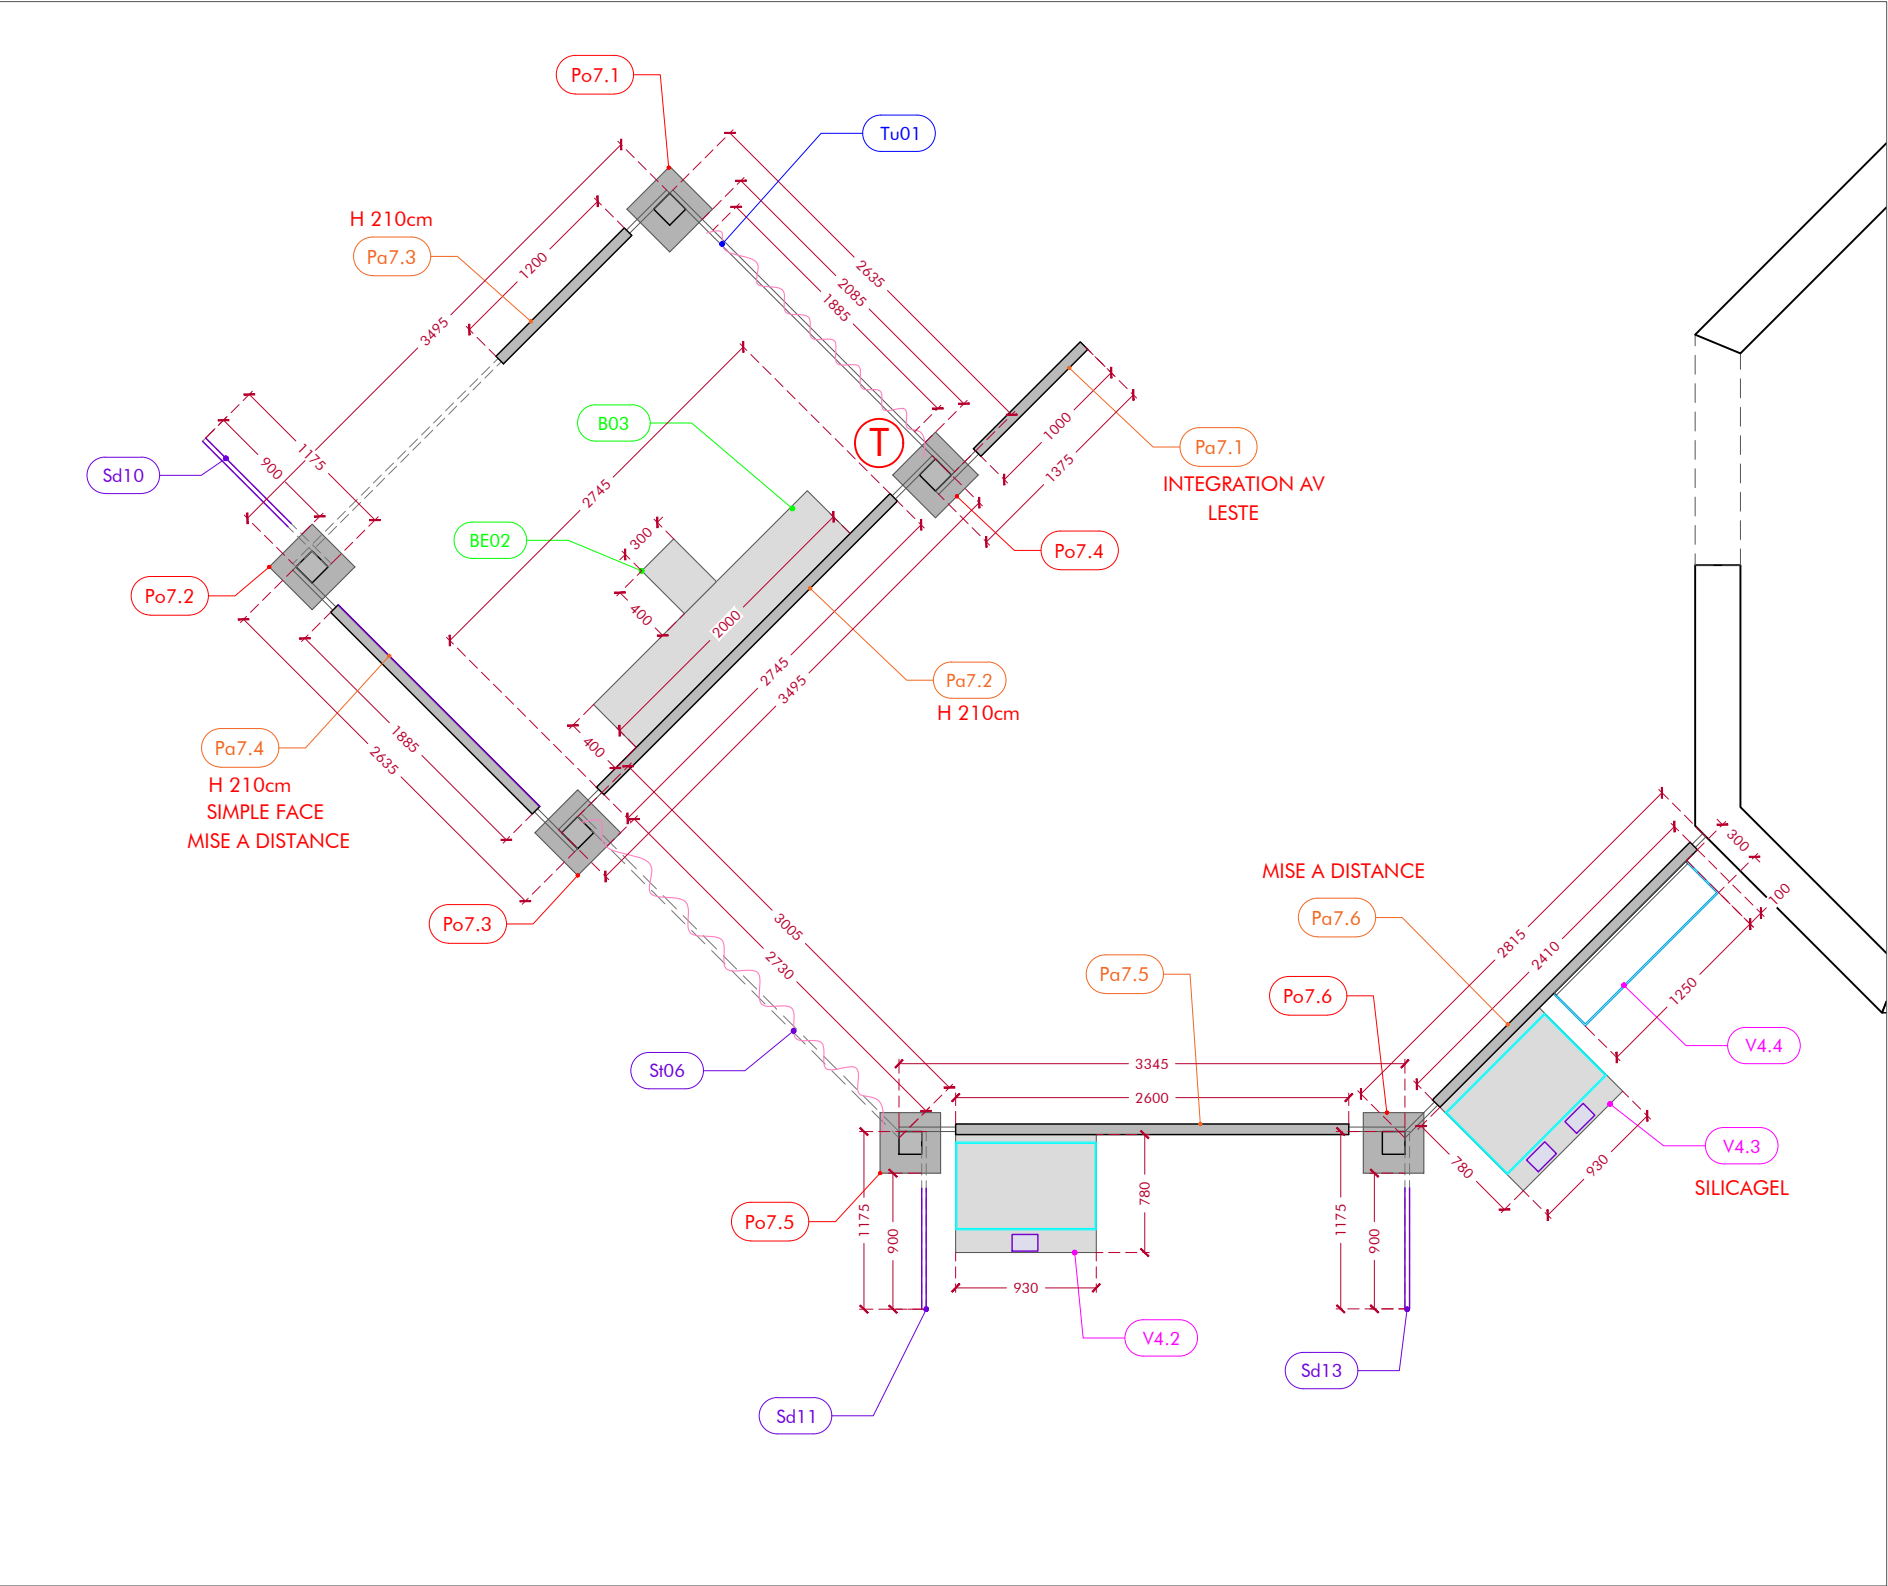 Po7.1
Tu01
H 210cm
Pa7.3
1200
2635
2085
1885
3495
B03
T
1000
Pa7.1
INTEGRATION AV
LESTE
1375
Sd10
900
1175
2745
BE02
300
400
Po7.4
Po7.2
2000
2745
3495
Pa7.2
H 210cm
400
Pa7.4
H 210cm
SIMPLE FACE
MISE A DISTANCE
1885
2635
Po7.3
3005
2730
MISE A DISTANCE
Pa7.6
300
100
2815
2410
1250
Pa7.5
Po7.6
V4.4
St06
3345
2600
V4.3
SILICAGEL
780
930
Po7.5
1175
900
780
930
1175
900
V4.2
Sd13
Sd11